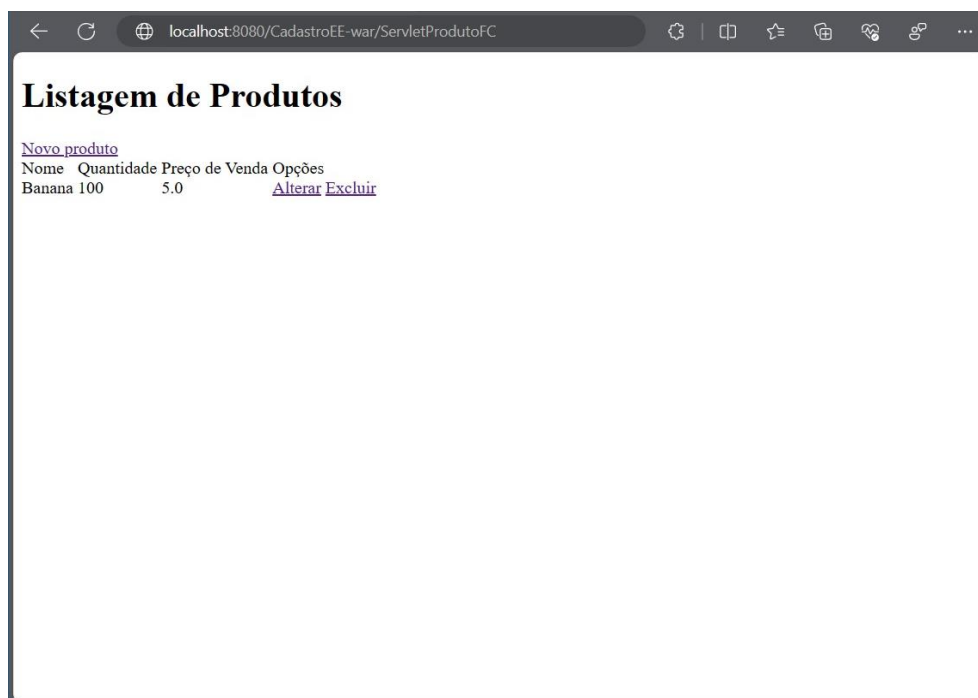 localhost:8080/CadastroEE-war/ServletProdutoFC
Listagem de Produtos
Novo produto
Nome Quantidade Preço de Venda Opções
Banana 100 5.0 Alterar Excluir